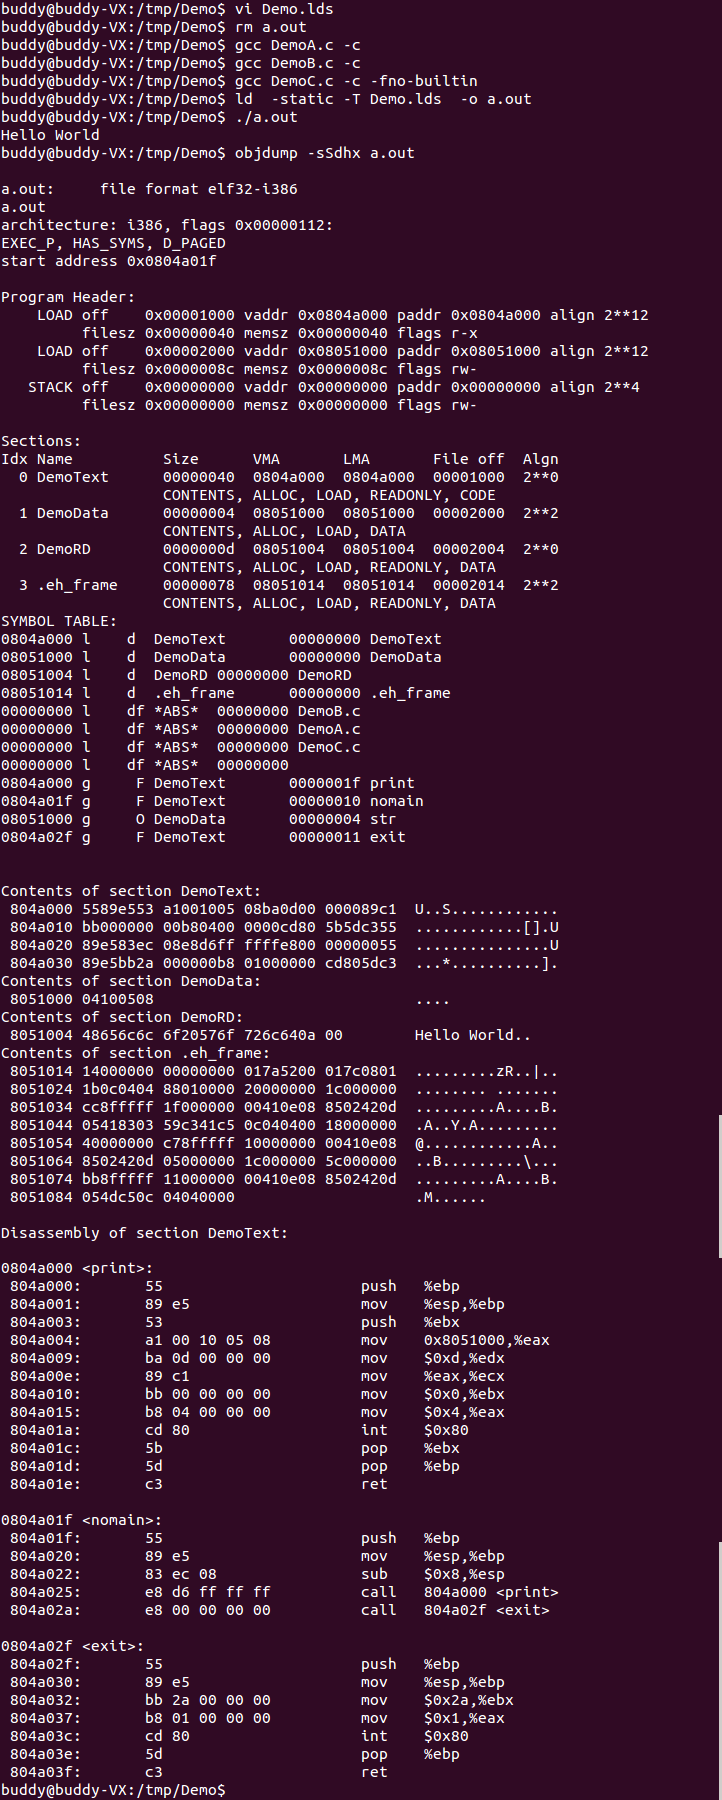 buddy@buddy-VX:/tmp/Demo$ vi Demo.lds
buddy@buddy-VX:/tmp/Demo$ rm a.out
buddy@buddy-VX:/tmp/Demo$ gcc DemoA.c -c
buddy@buddy-VX:/tmp/Demo$ gcc DemoB.c -c
buddy@buddy-VX:/tmp/Demo$ gcc DemoC.c -c -fno-builtin
buddy@buddy-VX:/tmp/Demo$ ld  -static -T Demo.lds  -o a.out
buddy@buddy-VX:/tmp/Demo$ ./a.out
Hello World
buddy@buddy-VX:/tmp/Demo$ objdump -sSdhx a.out

a.out:     file format elf32-i386
a.out
architecture: i386, flags 0x00000112:
EXEC_P, HAS_SYMS, D_PAGED
start address 0x0804a01f

Program Header:
    LOAD off    0x00001000 vaddr 0x0804a000 paddr 0x0804a000 align 2**12
         filesz 0x00000040 memsz 0x00000040 flags r-x
    LOAD off    0x00002000 vaddr 0x08051000 paddr 0x08051000 align 2**12
         filesz 0x0000008c memsz 0x0000008c flags rw-
   STACK off    0x00000000 vaddr 0x00000000 paddr 0x00000000 align 2**4
         filesz 0x00000000 memsz 0x00000000 flags rw-

Sections:
Idx Name          Size      VMA       LMA       File off  Algn
  0 DemoText      00000040  0804a000  0804a000  00001000  2**0
                  CONTENTS, ALLOC, LOAD, READONLY, CODE
  1 DemoData      00000004  08051000  08051000  00002000  2**2
                  CONTENTS, ALLOC, LOAD, DATA
  2 DemoRD        0000000d  08051004  08051004  00002004  2**0
                  CONTENTS, ALLOC, LOAD, READONLY, DATA
  3 .eh_frame     00000078  08051014  08051014  00002014  2**2
                  CONTENTS, ALLOC, LOAD, READONLY, DATA
SYMBOL TABLE:
0804a000 l    d  DemoText       00000000 DemoText
08051000 l    d  DemoData       00000000 DemoData
08051004 l    d  DemoRD 00000000 DemoRD
08051014 l    d  .eh_frame      00000000 .eh_frame
00000000 l    df *ABS*  00000000 DemoB.c
00000000 l    df *ABS*  00000000 DemoA.c
00000000 l    df *ABS*  00000000 DemoC.c
00000000 l    df *ABS*  00000000
0804a000 g     F DemoText       0000001f print
0804a01f g     F DemoText       00000010 nomain
08051000 g     O DemoData       00000004 str
0804a02f g     F DemoText       00000011 exit

Contents of section DemoText:
 804a000 5589e553 a1001005 08ba0d00 000089c1  U..S............
 804a010 bb000000 00b80400 0000cd80 5b5dc355  ............[].U
 804a020 89e583ec 08e8d6ff ffffe800 00000055  ...............U
 804a030 89e5bb2a 000000b8 01000000 cd805dc3  ...*..........].
Contents of section DemoData:
 8051000 04100508                             ....
Contents of section DemoRD:
 8051004 48656c6c 6f20576f 726c640a 00        Hello World..
Contents of section .eh_frame:
 8051014 14000000 00000000 017a5200 017c0801  .........zR..|..
 8051024 1b0c0404 88010000 20000000 1c000000  ........ .......
 8051034 cc8fffff 1f000000 00410e08 8502420d  .........A....B.
 8051044 05418303 59c341c5 0c040400 18000000  .A..Y.A.........
 8051054 40000000 c78fffff 10000000 00410e08  @............A..
 8051064 8502420d 05000000 1c000000 5c000000  ..B.........\...
 8051074 bb8fffff 11000000 00410e08 8502420d  .........A....B.
 8051084 054dc50c 04040000                    .M......

Disassembly of section DemoText:

0804a000 <print>:
 804a000:       55                      push   %ebp
 804a001:       89 e5                   mov    %esp,%ebp
 804a003:       53                      push   %ebx
 804a004:       a1 00 10 05 08          mov    0x8051000,%eax
 804a009:       ba 0d 00 00 00          mov    $0xd,%edx
 804a00e:       89 c1                   mov    %eax,%ecx
 804a010:       bb 00 00 00 00          mov    $0x0,%ebx
 804a015:       b8 04 00 00 00          mov    $0x4,%eax
 804a01a:       cd 80                   int    $0x80
 804a01c:       5b                      pop    %ebx
 804a01d:       5d                      pop    %ebp
 804a01e:       c3                      ret

0804a01f <nomain>:
 804a01f:       55                      push   %ebp
 804a020:       89 e5                   mov    %esp,%ebp
 804a022:       83 ec 08                sub    $0x8,%esp
 804a025:       e8 d6 ff ff ff          call   804a000 <print>
 804a02a:       e8 00 00 00 00          call   804a02f <exit>

0804a02f <exit>:
 804a02f:       55                      push   %ebp
 804a030:       89 e5                   mov    %esp,%ebp
 804a032:       bb 2a 00 00 00          mov    $0x2a,%ebx
 804a037:       b8 01 00 00 00          mov    $0x1,%eax
 804a03c:       cd 80                   int    $0x80
 804a03e:       5d                      pop    %ebp
 804a03f:       c3                      ret
buddy@buddy-VX:/tmp/Demo$